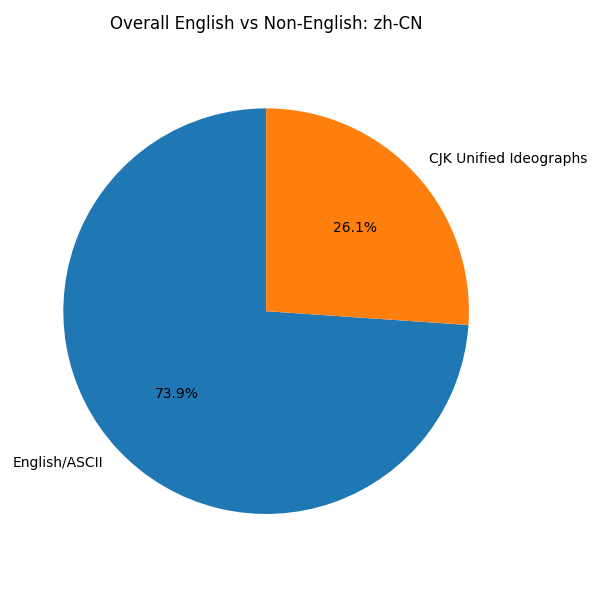 Overall English vs Non-English: zh-CN
CJK Unified Ideographs
26.1%
73.9%
English/ASCII